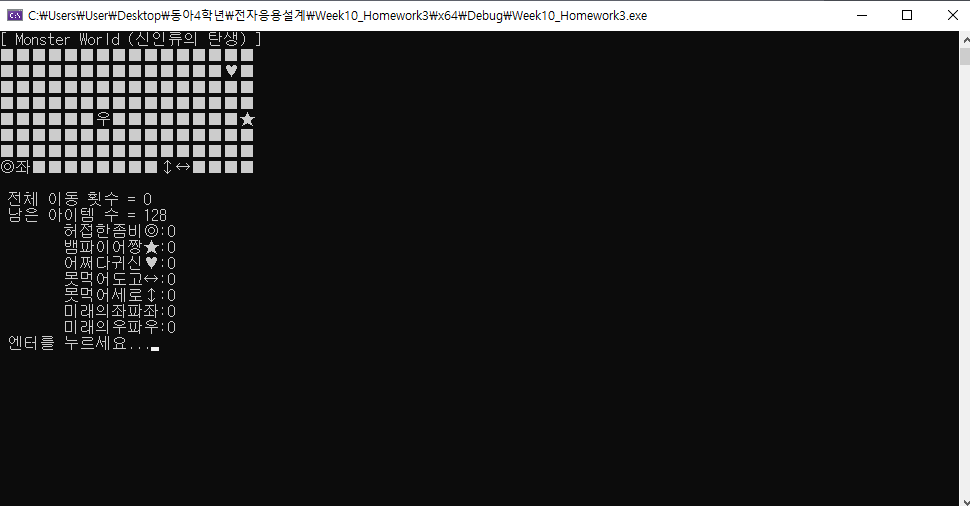 C:₩Users₩User₩Desktop₩동아4학년₩전자응용설계₩Week10_Homework3₩x64₩Debug₩Week10_Homework3.exe
[ Monster World (신인류의 탄생) ]
■■■■■■■■■■■■■■■■
■■■■■■■■■■■■■■♥■
■■■■■■■■■■■■■■■■
■■■■■■■■■■■■■■■■
■■■■■■우■■■■■■■■★
■■■■■■■■■■■■■■■■
■■■■■■■■■■■■■■■■
◎좌■■■■■■■■↕↔■■■■
전체 이동 횟수 = 0
남은 아이템 수 = 128
허접한좀비◎:0
뱀파이어짱★:0
어쩌다귀신♥:0
못먹어도고↔:0
못먹어세로↕:0
미래의좌파좌:0
미래의우파우:0
엔터를 누르세요...